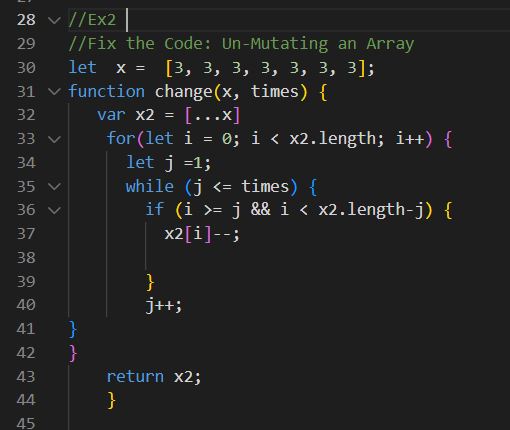 28 //Ex2
29 //Fix the Code: Un-Mutating an Array
30 let  x =  [3, 3, 3, 3, 3, 3, 3];
31 function change(x, times) {
32    var x2 = [...x]
33     for(let i = 0; i < x2.length; i++) {
34       let j =1;
35       while (j <= times) {
36         if (i >= j && i < x2.length-j) {
37           x2[i]--;
38
39         }
40         j++;
41 }
42 }
43     return x2;
44     }
45